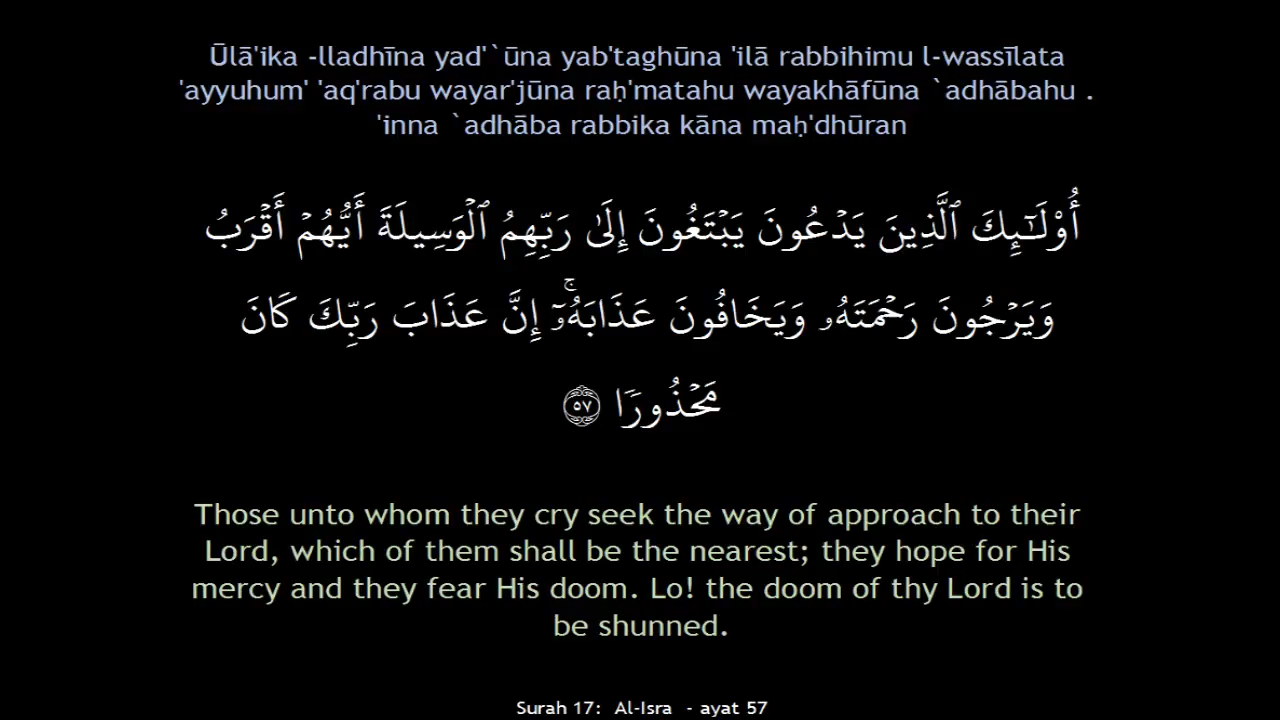 Ūlā'ika -lladhīna yad'`ūna yab'taghūna 'ilā rabbihimu l-wassīlata
'ayyuhum' 'aq'rabu wayar'jūna raḥ'matahu wayakhāfūna `adhābahu .
'inna `adhāba rabbika kāna maḥ'dhūran
أُوْلَـٰٓئِكَ ٱلَّذِينَ يَدۡعُونَ يَبۡتَغُونَ إِلَىٰ رَبِّهِمُ ٱلۡوَسِيلَةَ أَيُّهُمۡ أَقۡرَبُ
وَيَرۡجُونَ رَحۡمَتَهُۥ وَيَخَافُونَ عَذَابَهُۥٓۚ إِنَّ عَذَابَ رَبِّكَ كَانَ
مَحۡذُورٗا ٥٧
Those unto whom they cry seek the way of approach to their
Lord, which of them shall be the nearest; they hope for His
mercy and they fear His doom. Lo! the doom of thy Lord is to
be shunned.
Surah 17: Al-Isra - ayat 57